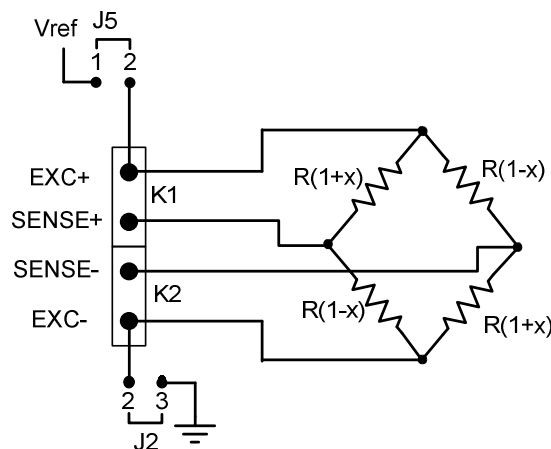 Vref
J5
1 2
EXC+
K1
SENSE+
SENSE-
K2
EXC-
R(1+x)
R(1-x)
R(1-x)
R(1+x)
2 3
J2